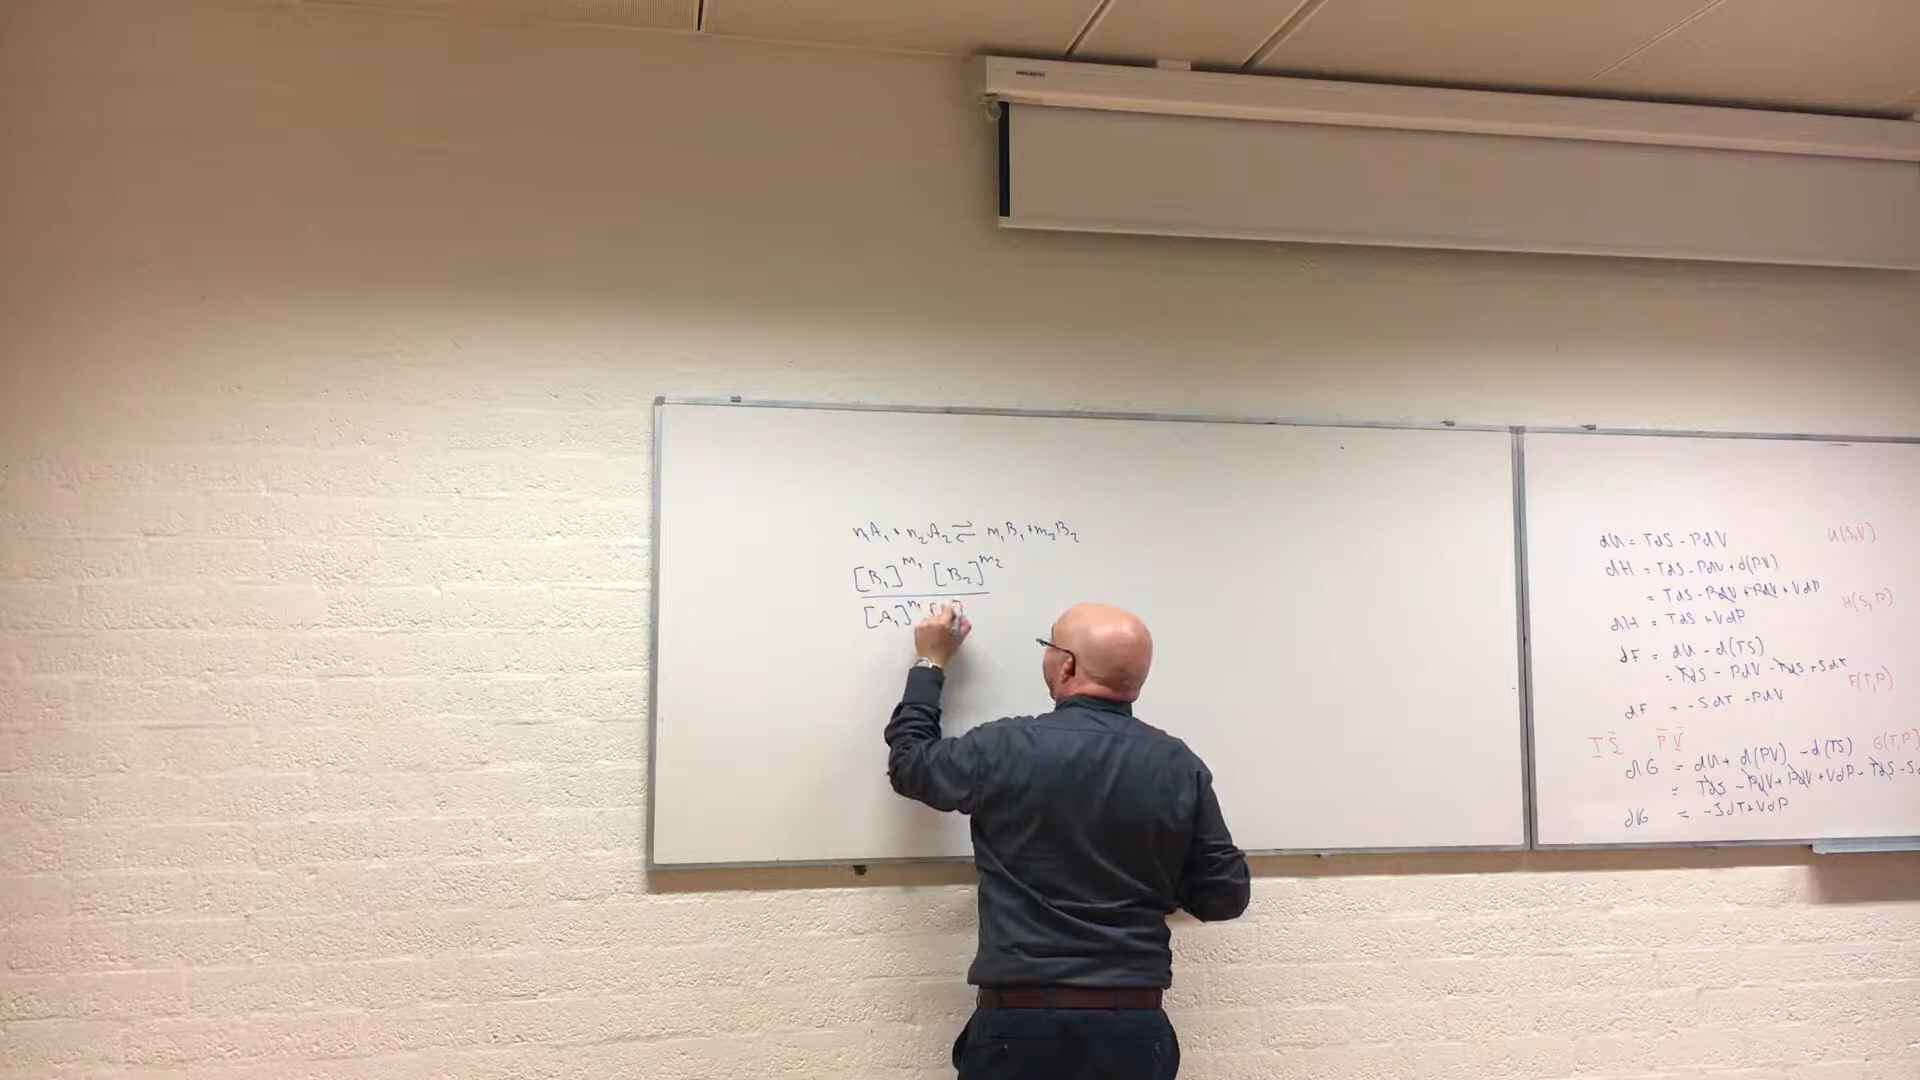 nA₁ + n₂A₂ ⇌ m₁B₁ + m₂B₂
[B₁]^m₁ [B₂]^m₂
[A₁]^n₁
dU = TdS - PdV U(S,V)
dH = TdS - PdV + d(PV)
= TdS - PdV + PdV + VdP H(S,P)
dH = TdS + VdP
dF = dU - d(TS)
= TdS - PdV - TdS + SdT F(T,P)
dF = -SdT - PdV
TS PV
dG = dU + d(PV) - d(TS) G(T,P)
= TdS - PdV + PdV + VdP - TdS - S
dG = -SdT + VdP